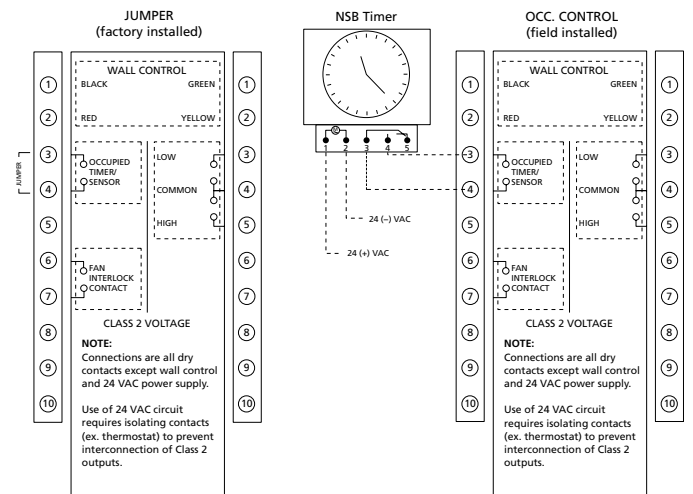 JUMPER
(factory installed)
NSB Timer
OCC. CONTROL
(field installed)
WALL CONTROL
BLACK GREEN
RED YELLOW
OCCUPIED
TIMER/
SENSOR
LOW
COMMON
HIGH
FAN
INTERLOCK
CONTACT
CLASS 2 VOLTAGE
NOTE:
Connections are all dry
contacts except wall control
and 24 VAC power supply.
Use of 24 VAC circuit
requires isolating contacts
(ex. thermostat) to prevent
interconnection of Class 2
outputs.
JUMPER
1
2
3
4
5
6
7
8
9
10
1
2
3
4
5
6
7
8
9
10
1 2 3 4 5
24 (–) VAC
24 (+) VAC
WALL CONTROL
BLACK GREEN
RED YELLOW
OCCUPIED
TIMER/
SENSOR
LOW
COMMON
HIGH
FAN
INTERLOCK
CONTACT
CLASS 2 VOLTAGE
NOTE:
Connections are all dry
contacts except wall control
and 24 VAC power supply.
Use of 24 VAC circuit
requires isolating contacts
(ex. thermostat) to prevent
interconnection of Class 2
outputs.
1
2
3
4
5
6
7
8
9
10
1
2
3
4
5
6
7
8
9
10